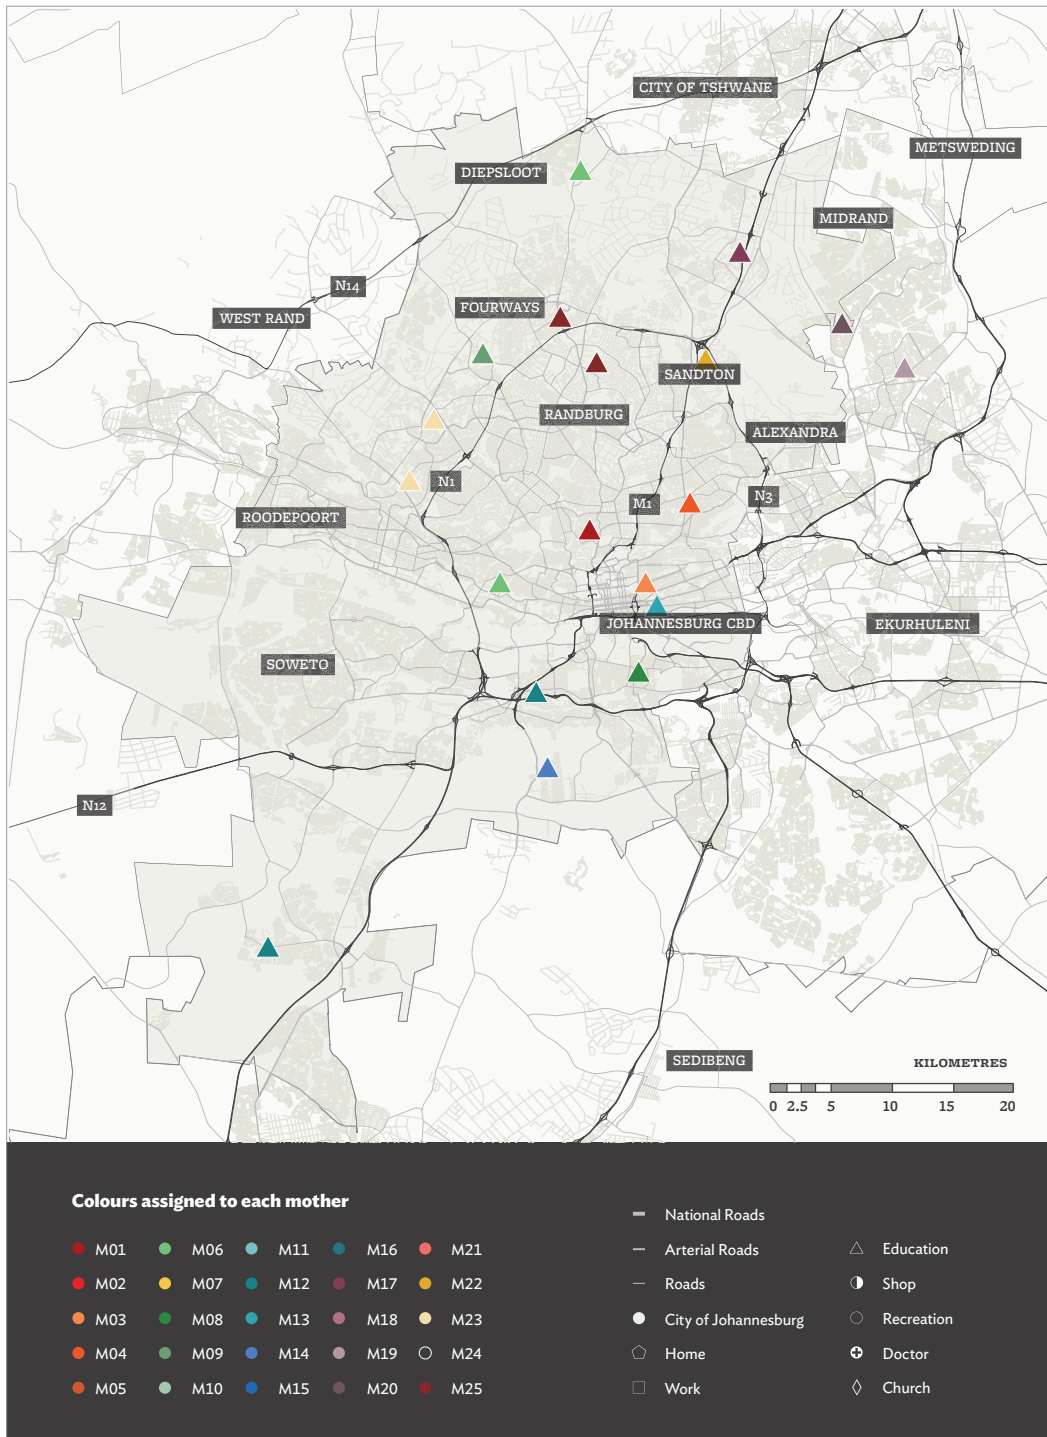 CITY OF TSHWANE
METSWEDING
DIEPSLOOT
MIDRAND
N14
WEST RAND
FOURWAYS
SANDTON
RANDBURG
ALEXANDRA
N1
M1
N3
ROODEPOORT
JOHANNESBURG CBD
EKURHULENI
SOWETO
N12
SEDIBENG
KILOMETRES
0 2.5 5 10 15 20
Colours assigned to each mother
M01 M06 M11 M16 M21
M02 M07 M12 M17 M22
M03 M08 M13 M18 M23
M04 M09 M14 M19 M24
M05 M10 M15 M20 M25
National Roads
Arterial Roads
Roads
City of Johannesburg
Home
Work
Education
Shop
Recreation
Doctor
Church